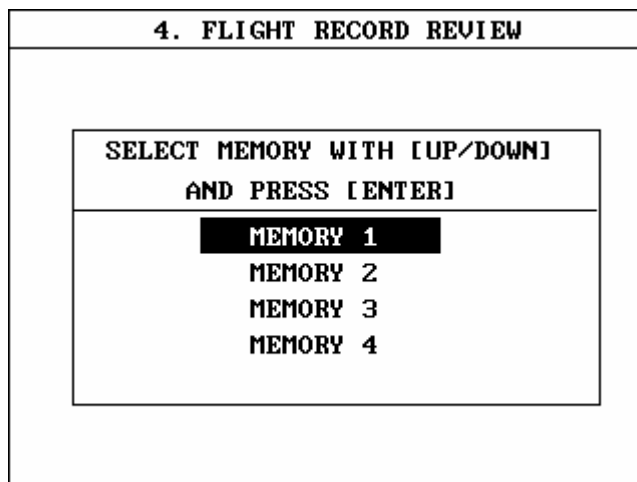 4. FLIGHT RECORD REVIEW
SELECT MEMORY WITH [UP/DOWN]
AND PRESS [ENTER]
MEMORY 1
MEMORY 2
MEMORY 3
MEMORY 4